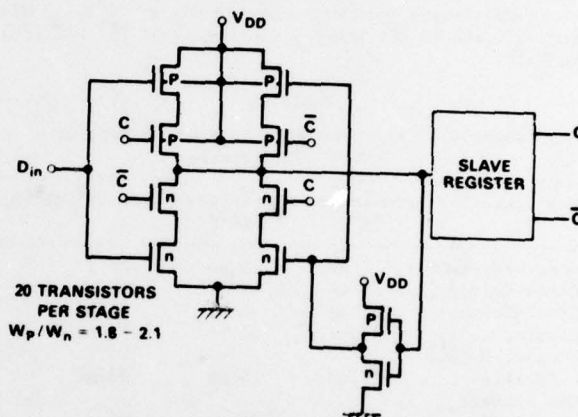 VDD
P P
C P P C̅
Din
C̅ n n C
n n
SLAVE
REGISTER
VDD
P
n
20 TRANSISTORS
PER STAGE
Wp/Wn = 1.8 – 2.1